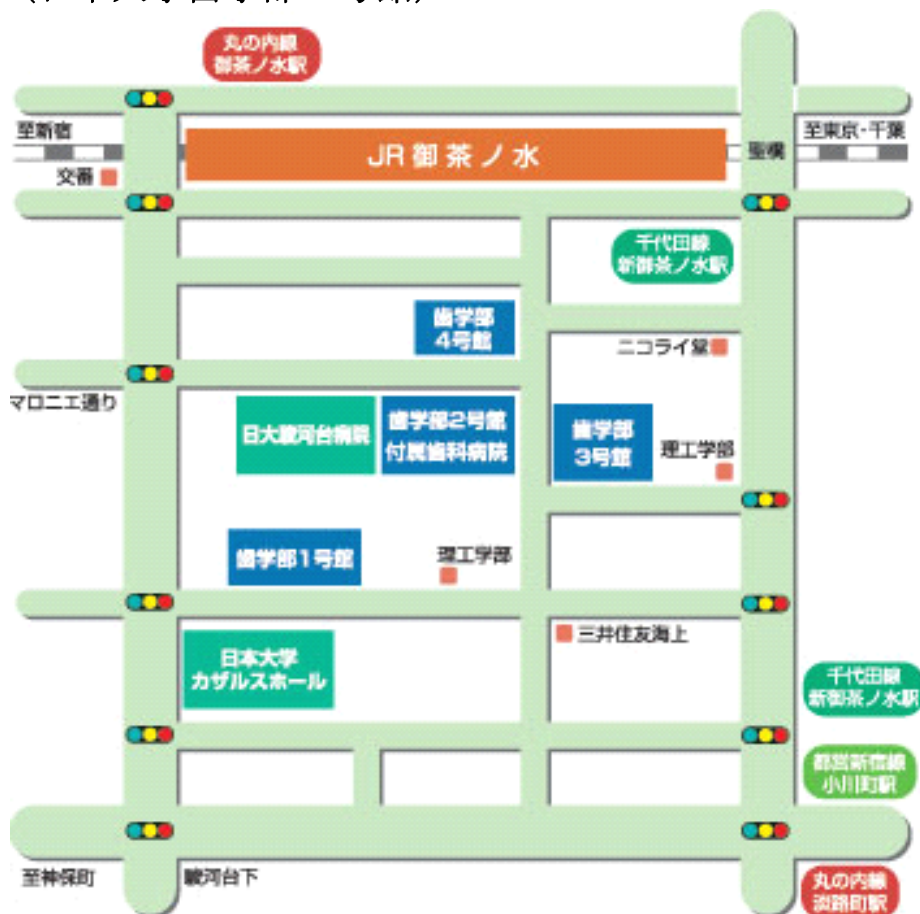 丸の内線
御茶ノ水駅
至新宿
JR御茶ノ水
聖橋
至東京・千葉
交番
千代田線
新御茶ノ水駅
歯学部
4号館
ニコライ堂
マロニエ通り
日大駿河台病院
歯学部2号館
付属歯科病院
歯学部
3号館
理工学部
歯学部1号館
理工学部
三井住友海上
日本大学
カザルスホール
千代田線
新御茶ノ水駅
都営新宿線
小川町駅
至神保町
駿河台下
丸の内線
淡路町駅